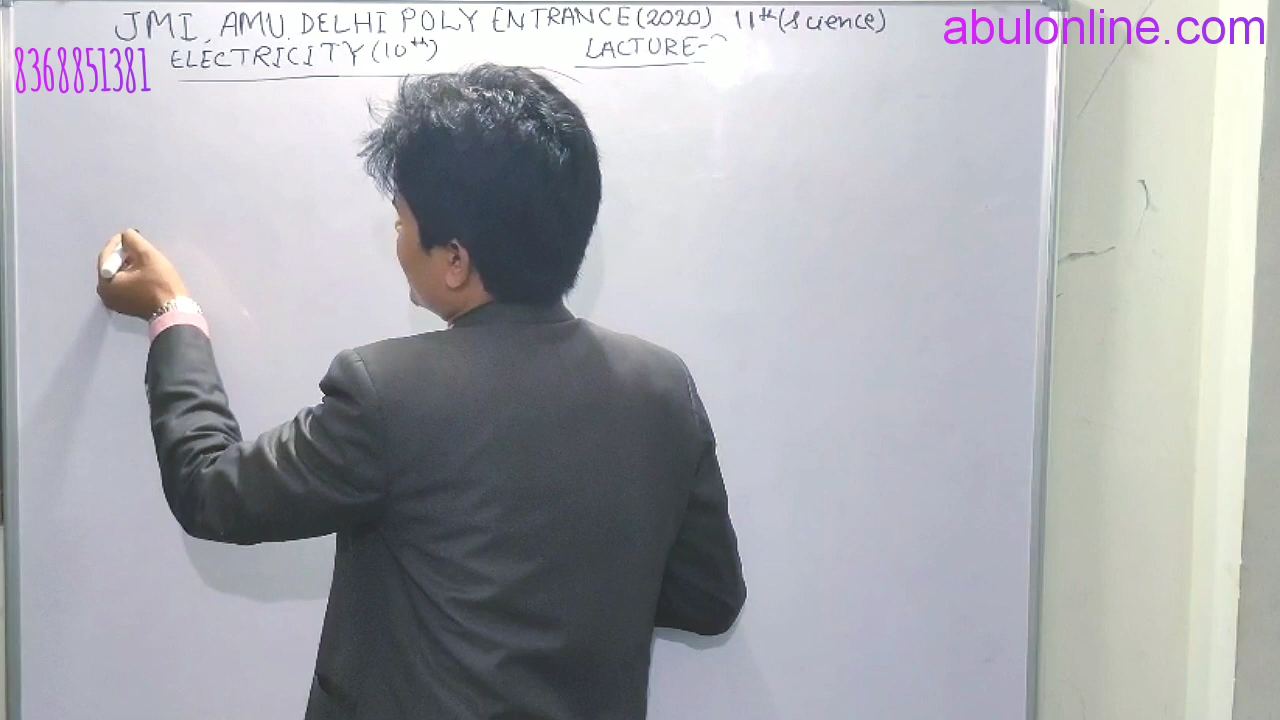 JMI, AMU, DELHI POLY ENTRANCE (2020) 11th (Science)
abulonline.com
ELECTRICITY (10th)
LACTURE-
8368851381